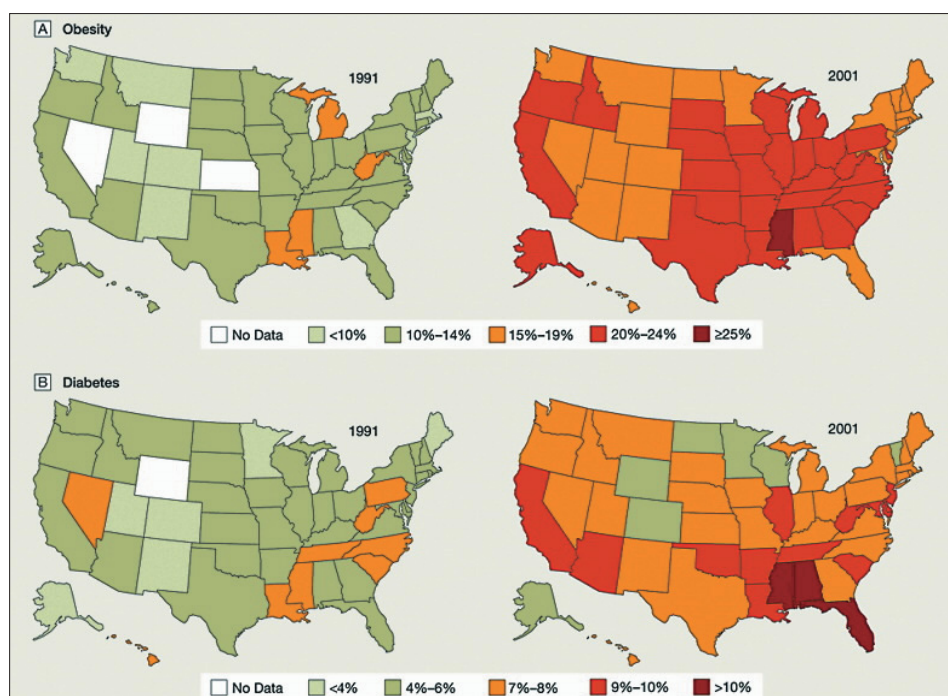 A Obesity
1991
2001
No Data <10% 10%–14% 15%–19% 20%–24% ≥25%
B Diabetes
1991
2001
No Data <4% 4%–6% 7%–8% 9%–10% >10%